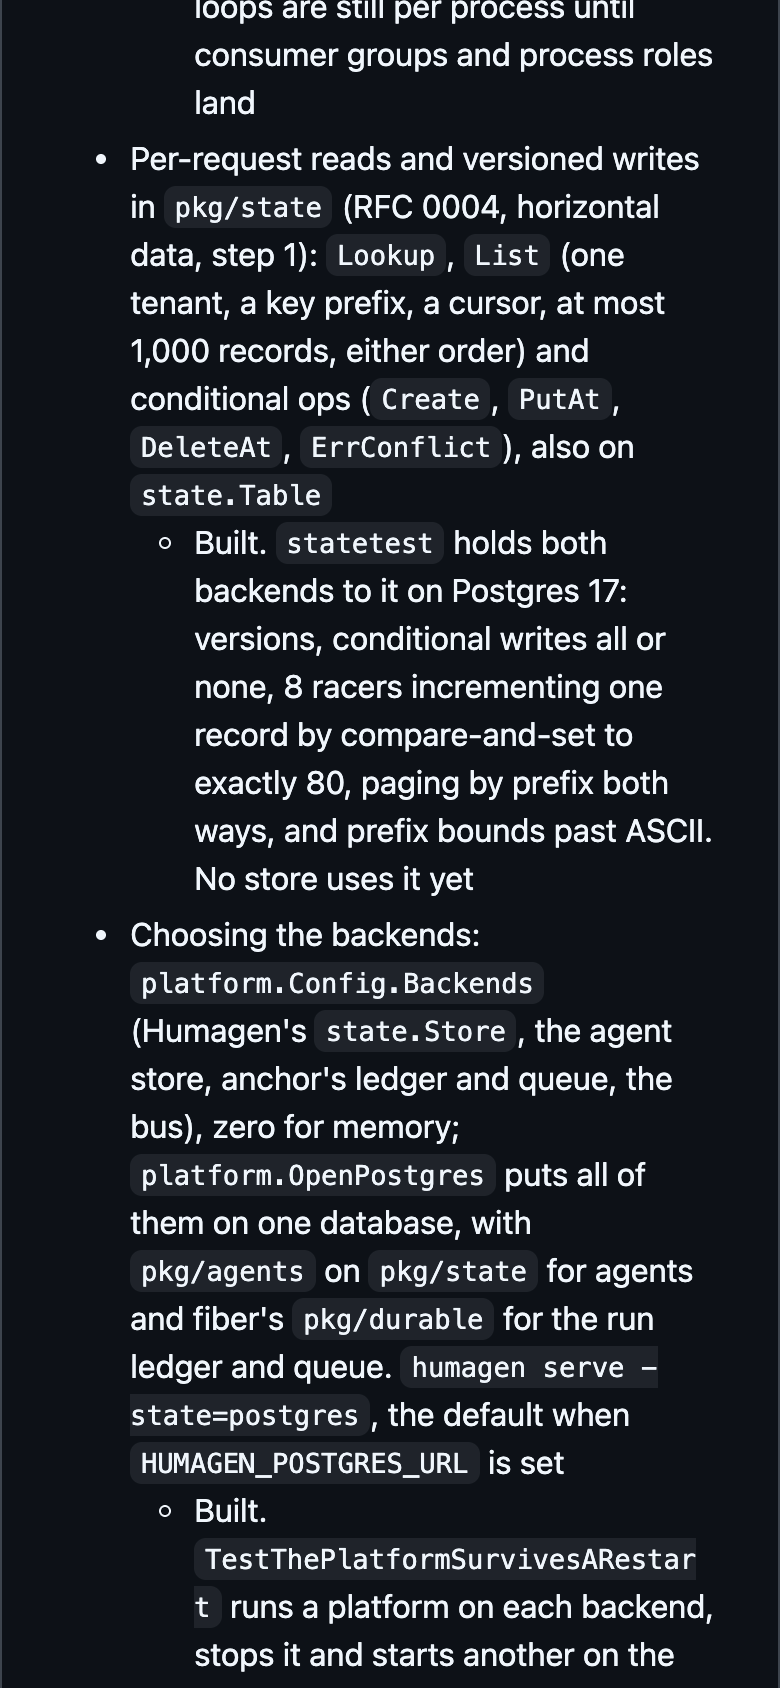 loops are still per process until
consumer groups and process roles
land
• Per-request reads and versioned writes
in pkg/state (RFC 0004, horizontal
data, step 1): Lookup, List (one
tenant, a key prefix, a cursor, at most
1,000 records, either order) and
conditional ops (Create, PutAt,
DeleteAt, ErrConflict), also on
state.Table
◦ Built. statetest holds both
backends to it on Postgres 17:
versions, conditional writes all or
none, 8 racers incrementing one
record by compare-and-set to
exactly 80, paging by prefix both
ways, and prefix bounds past ASCII.
No store uses it yet
• Choosing the backends:
platform.Config.Backends
(Humagen's state.Store, the agent
store, anchor's ledger and queue, the
bus), zero for memory;
platform.OpenPostgres puts all of
them on one database, with
pkg/agents on pkg/state for agents
and fiber's pkg/durable for the run
ledger and queue. humagen serve -
state=postgres, the default when
HUMAGEN_POSTGRES_URL is set
◦ Built.
TestThePlatformSurvivesARestar
t runs a platform on each backend,
stops it and starts another on the